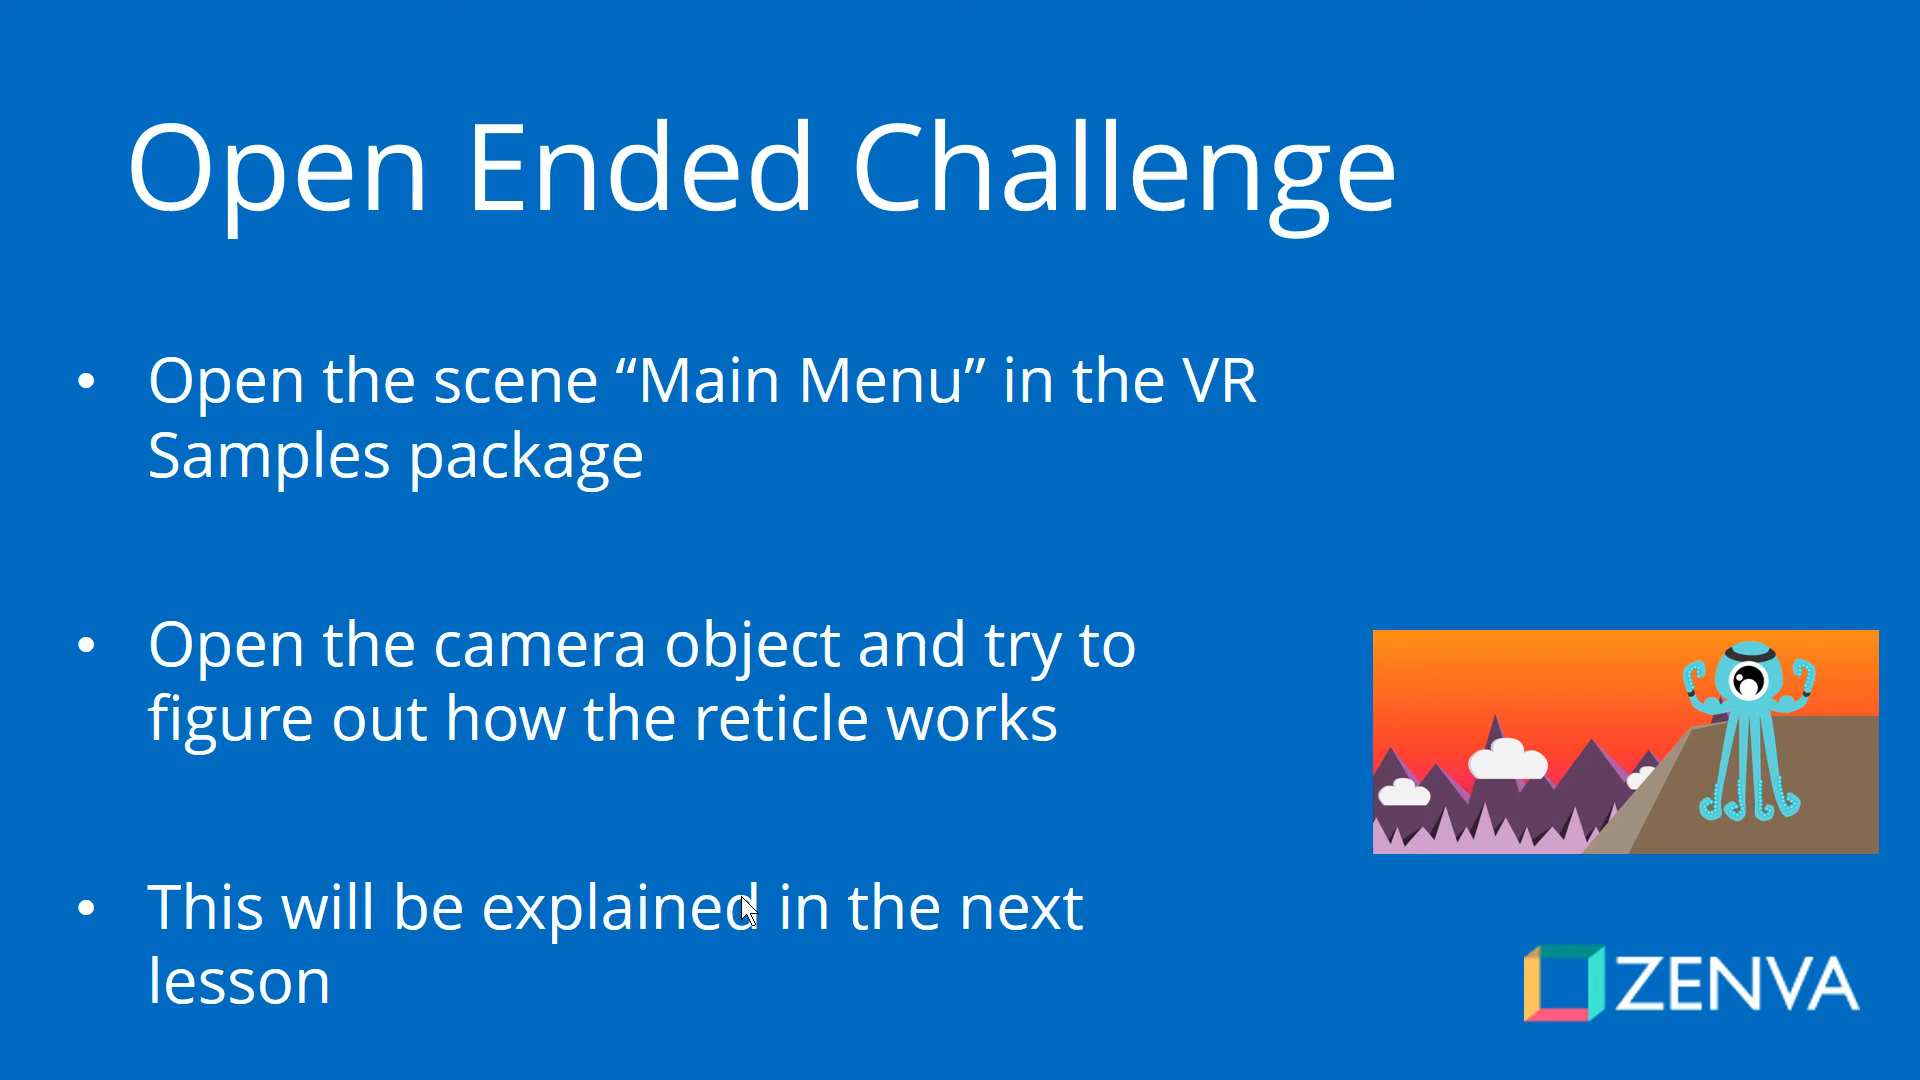 Open Ended Challenge
• Open the scene “Main Menu” in the VR
Samples package
• Open the camera object and try to
figure out how the reticle works
• This will be explained in the next
lesson
ZENVA